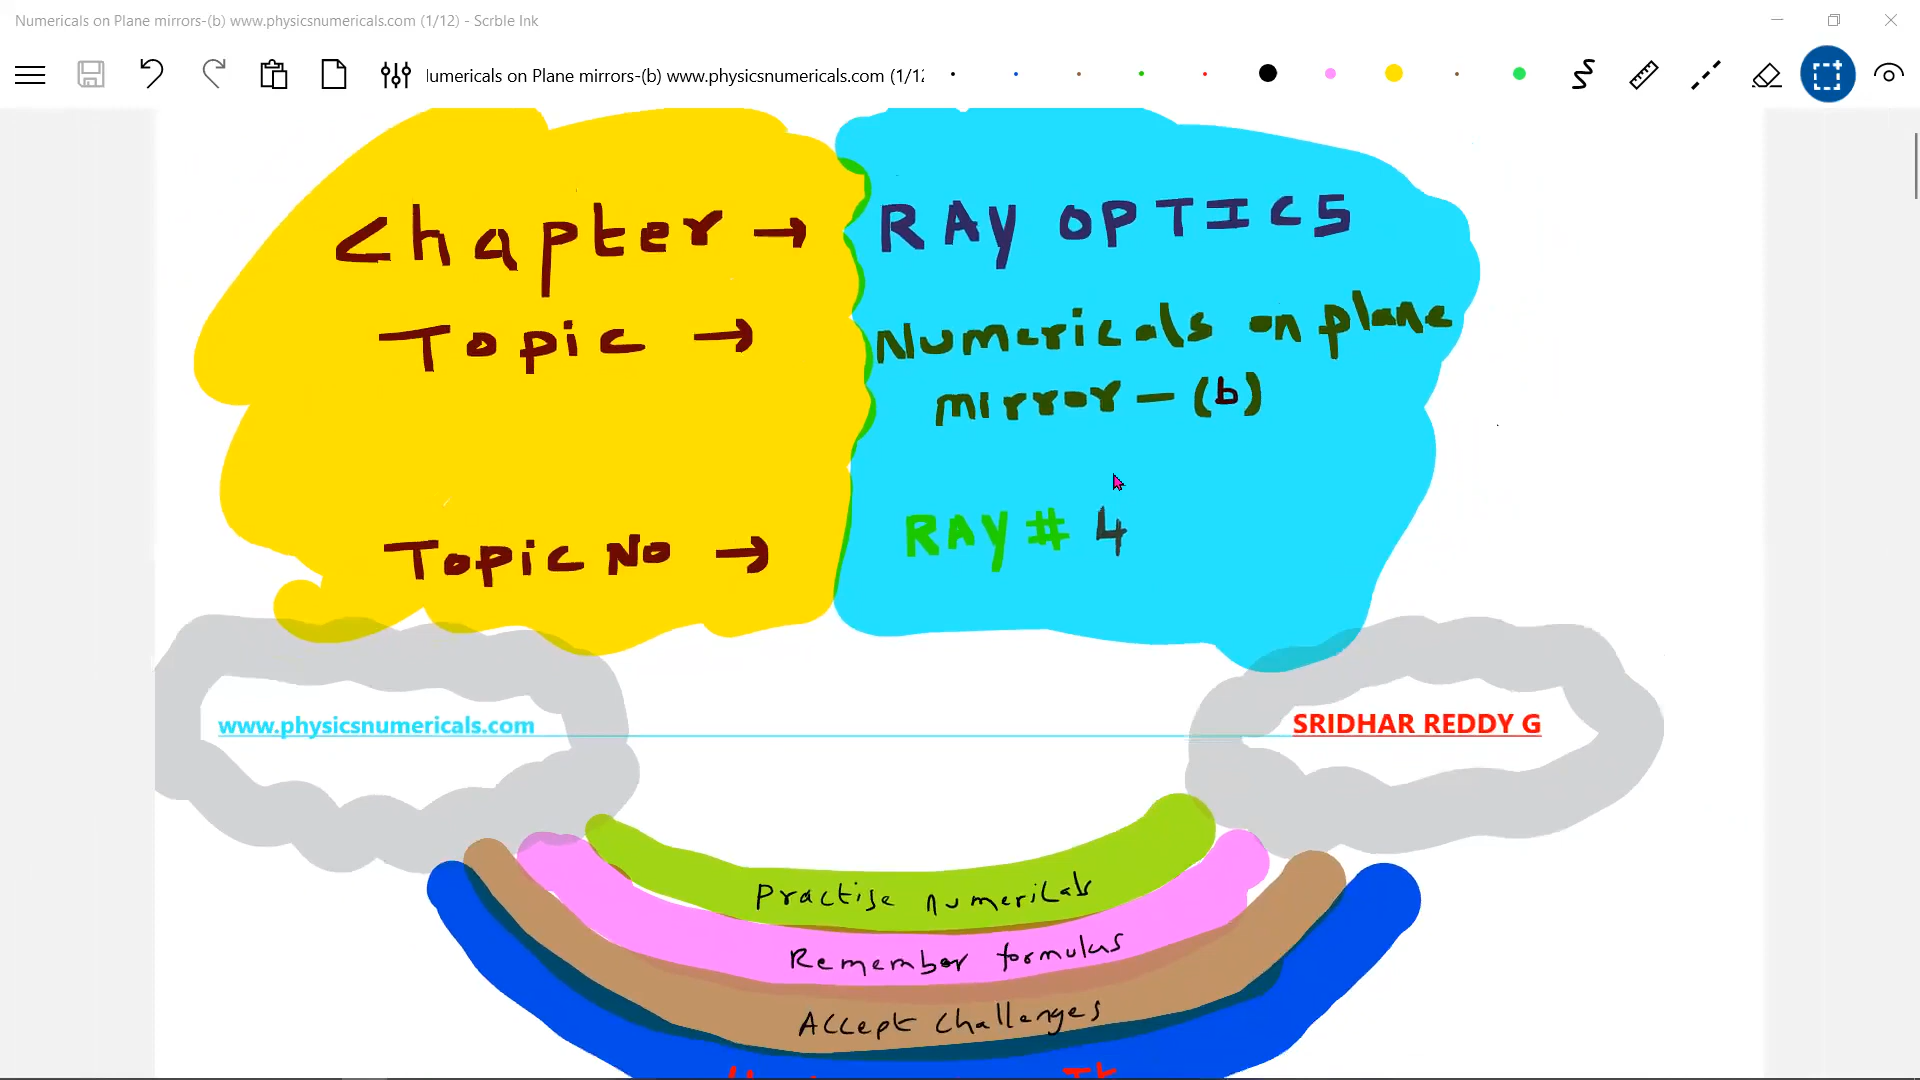 Numericals on Plane mirrors-(b) www.physicsnumericals.com (1/12) - Scrble Ink
umericals on Plane mirrors-(b) www.physicsnumericals.com (1/12
Chapter → RAY OPTICS
Topic → Numericals on plane
mirror - (b)
Topic No → RAY # 4
www.physicsnumericals.com
SRIDHAR REDDY G
Practise Numericals
Remember formulas
Accept Challenges